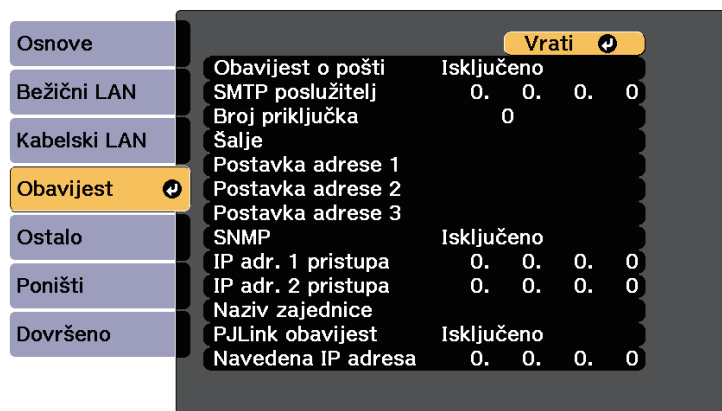 Osnove
Bežični LAN
Kabelski LAN
Obavijest
Ostalo
Poništi
Dovršeno
Vrati
Obavijest o pošti Isključeno
SMTP poslužitelj 0. 0. 0. 0
Broj priključka 0
Šalje
Postavka adrese 1
Postavka adrese 2
Postavka adrese 3
SNMP Isključeno
IP adr. 1 pristupa 0. 0. 0. 0
IP adr. 2 pristupa 0. 0. 0. 0
Naziv zajednice
PJLink obavijest Isključeno
Navedena IP adresa 0. 0. 0. 0